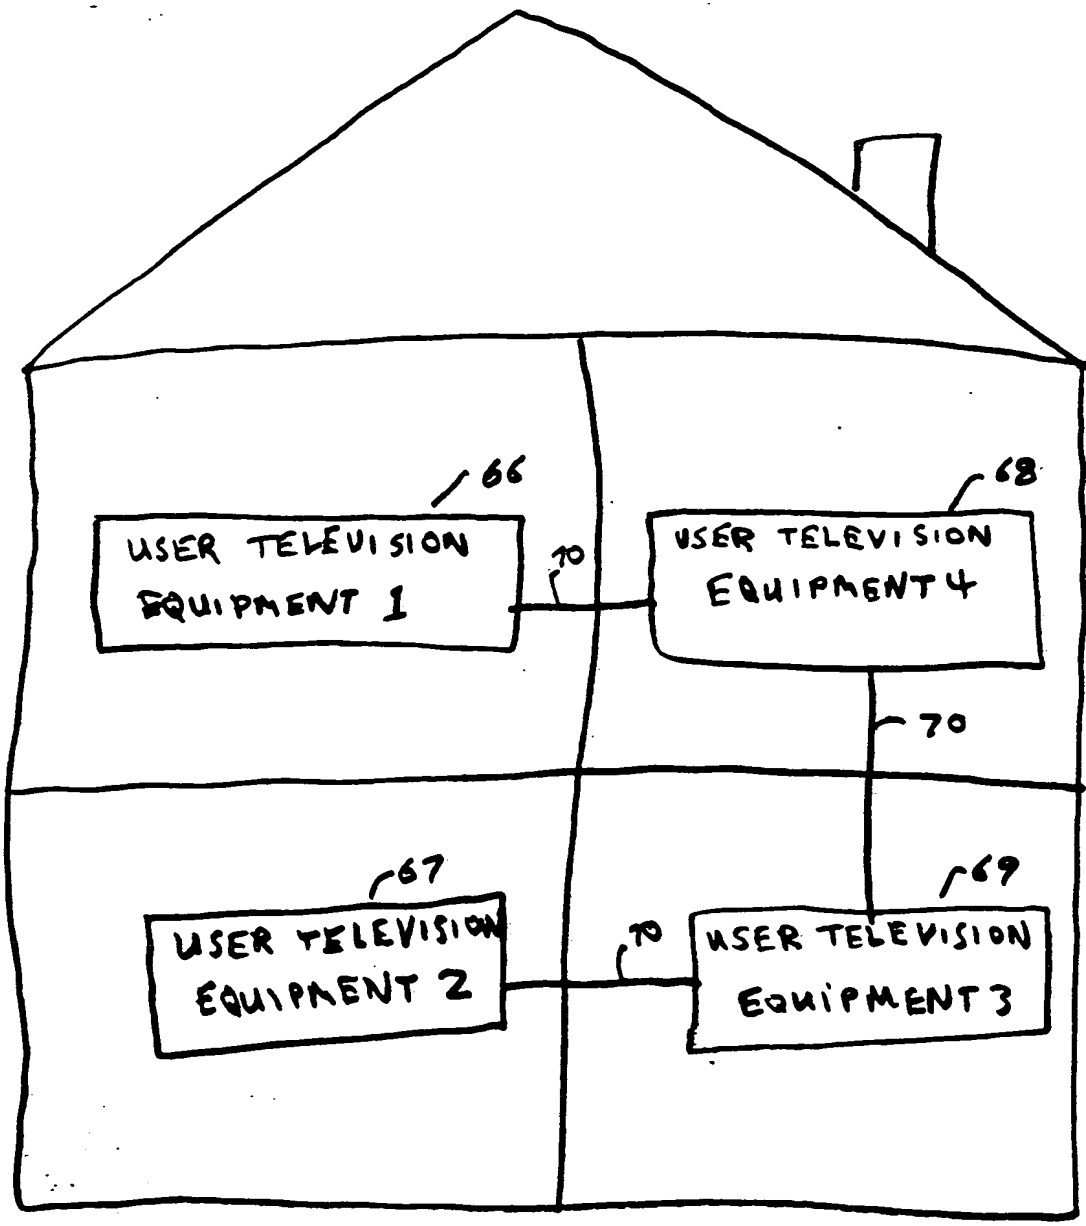 66
USER TELEVISION
EQUIPMENT 1
70
68
USER TELEVISION
EQUIPMENT 4
70
67
USER TELEVISION
EQUIPMENT 2
70
69
USER TELEVISION
EQUIPMENT 3